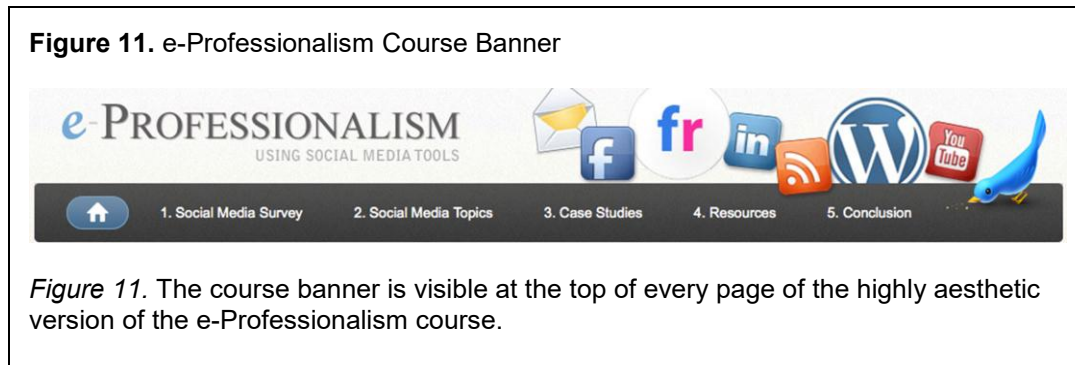 Figure 11. e-Professionalism Course Banner
e-PROFESSIONALISM
USING SOCIAL MEDIA TOOLS
f
fr
in
W
You
Tube
1. Social Media Survey
2. Social Media Topics
3. Case Studies
4. Resources
5. Conclusion
Figure 11. The course banner is visible at the top of every page of the highly aesthetic
version of the e-Professionalism course.